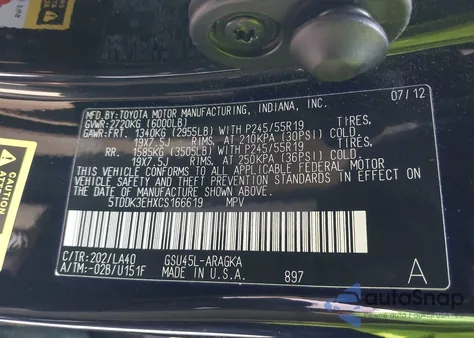 07/12
MFD.BY:TOYOTA MOTOR MANUFACTURING, INDIANA, INC.
GVWR:2720KG (6000LB)
GAWR:FRT. 1340KG (2955LB) WITH P245/55R19 TIRES,
19X7.5J RIMS, AT 210KPA (30PSI) COLD.
RR. 1585KG (3505LB) WITH P245/55R19 TIRES,
19X7.5J RIMS, AT 250KPA (36PSI) COLD.
THIS VEHICLE CONFORMS TO ALL APPLICABLE FEDERAL MOTOR
VEHICLE SAFETY STANDARDS IN EFFECT ON THE
DATE OF MANUFACTURE SHOWN ABOVE.
5TDDK3EHXCS166619 MPV
C/TR:202/LA40 GSU45L-ARAGKA
A/TM:-02B/U151F MADE IN U.S.A. 897 A
CAUTION
autoSnap